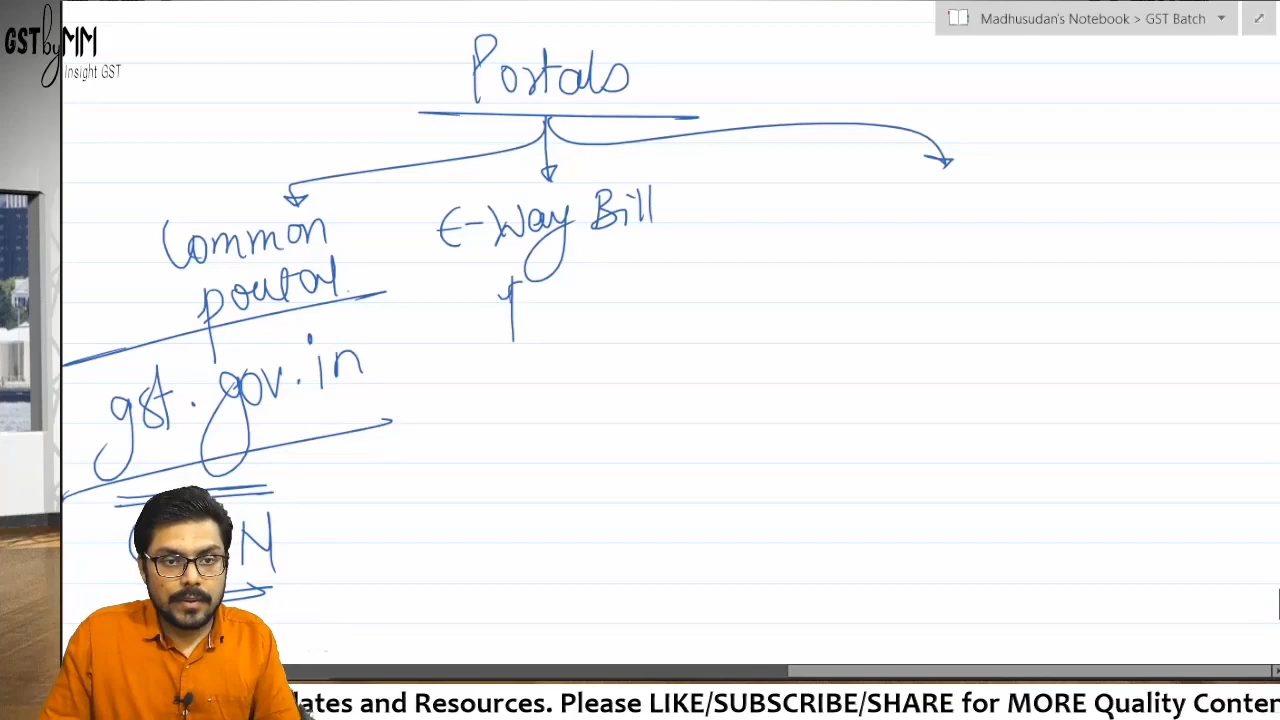 GST by MM
Insight GST
Madhusudan's Notebook > GST Batch
Portals
Common
portal
E-Way Bill
gst.gov.in
N
lates and Resources. Please LIKE/SUBSCRIBE/SHARE for MORE Quality Conter